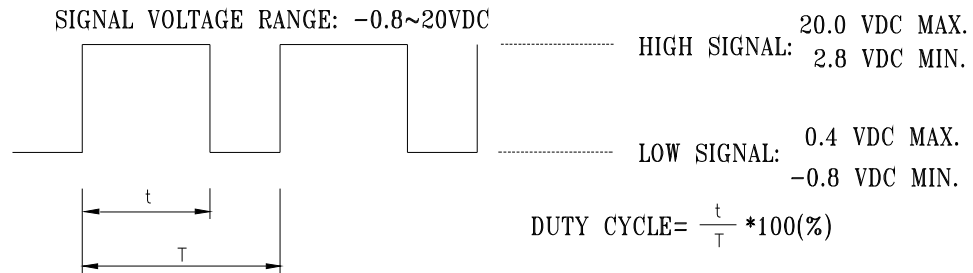 SIGNAL VOLTAGE RANGE: -0.8~20VDC
HIGH SIGNAL: 20.0 VDC MAX.
2.8 VDC MIN.
LOW SIGNAL: 0.4 VDC MAX.
-0.8 VDC MIN.
t
T
DUTY CYCLE= t/T *100(%)